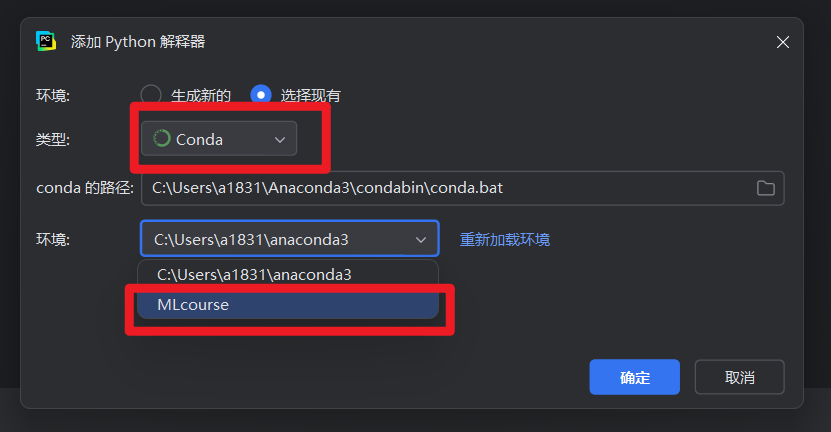 PC
添加 Python 解释器
环境: 生成新的 选择现有
类型: Conda
conda 的路径: C:\Users\a1831\Anaconda3\condabin\conda.bat
环境: C:\Users\a1831\anaconda3 重新加载环境
C:\Users\a1831\anaconda3
MLcourse
确定 取消